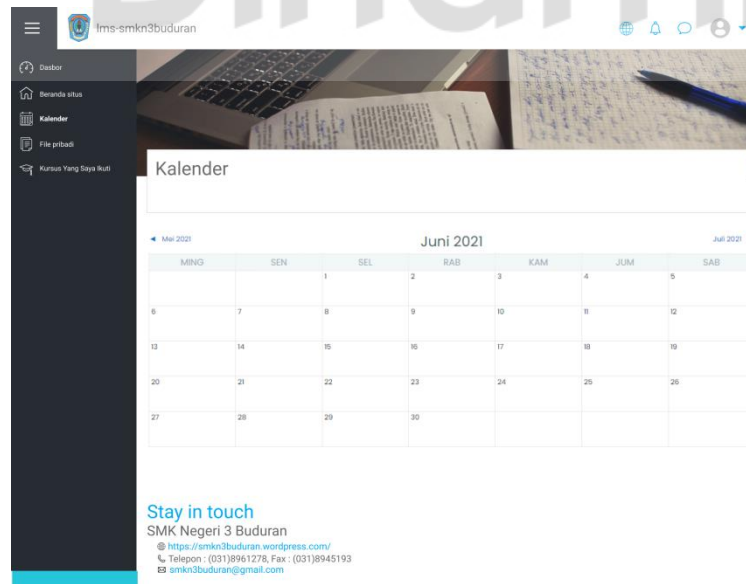 lms-smkn3buduran
Dasbor
Beranda situs
Kalender
File pribadi
Kursus Yang Saya Ikuti
Kalender
Mei 2021
Juni 2021
Juli 2021
MING SEN SEL RAB KAM JUM SAB
1 2 3 4 5
6 7 8 9 10 11 12
13 14 15 16 17 18 19
20 21 22 23 24 25 26
27 28 29 30
Stay in touch
SMK Negeri 3 Buduran
https://smkn3buduran.wordpress.com/
Telepon : (031)8961278, Fax : (031)8945193
smkn3buduran@gmail.com